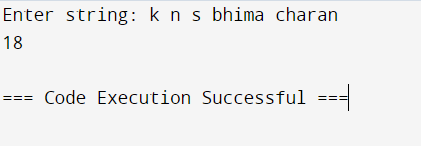 Enter string: k n s bhima charan
18
=== Code Execution Successful ===